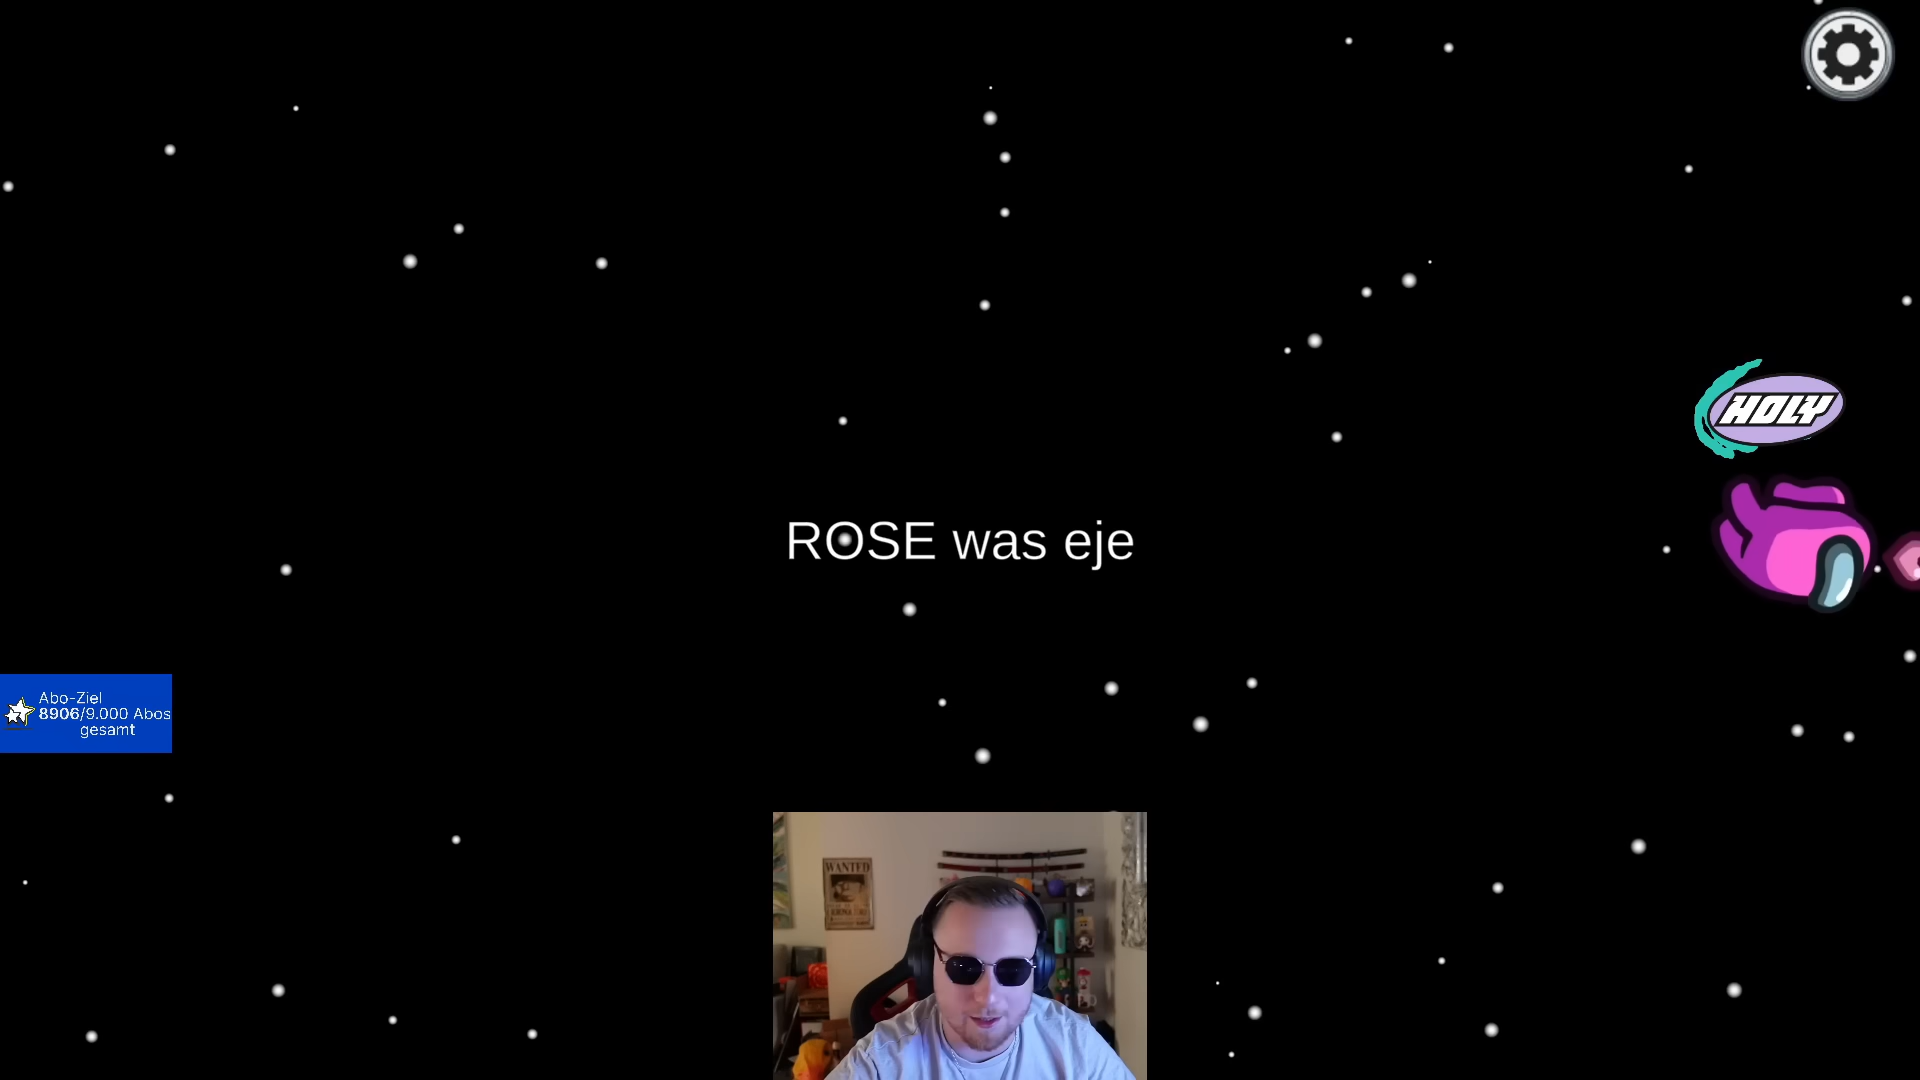 HOLY
ROSE was eje
Abo-Ziel
8906/9.000 Abos
gesamt
WANTED